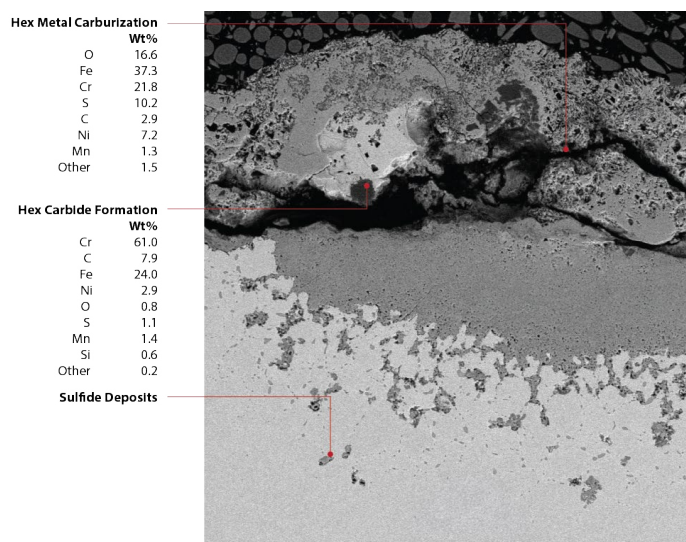 Hex Metal Carburization
Wt%
O 16.6
Fe 37.3
Cr 21.8
S 10.2
C 2.9
Ni 7.2
Mn 1.3
Other 1.5
Hex Carbide Formation
Wt%
Cr 61.0
C 7.9
Fe 24.0
Ni 2.9
O 0.8
S 1.1
Mn 1.4
Si 0.6
Other 0.2
Sulfide Deposits